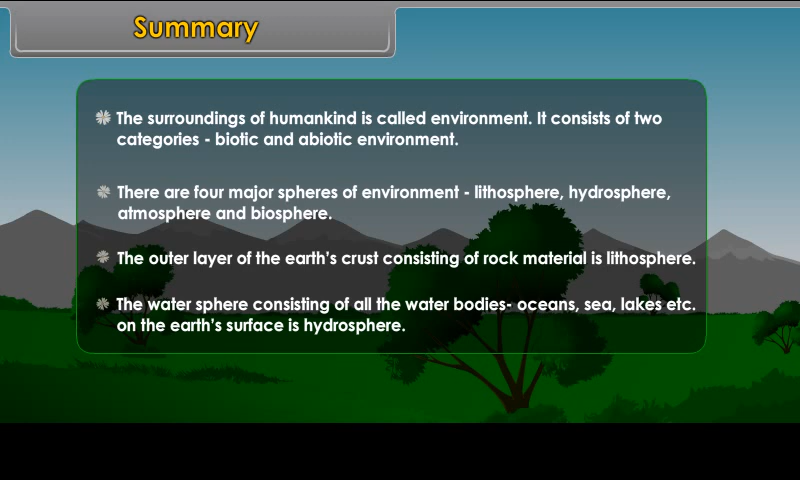 Summary
The surroundings of humankind is called environment. It consists of two
categories - biotic and abiotic environment.
There are four major spheres of environment - lithosphere, hydrosphere,
atmosphere and biosphere.
The outer layer of the earth's crust consisting of rock material is lithosphere.
The water sphere consisting of all the water bodies- oceans, sea, lakes etc.
on the earth's surface is hydrosphere.